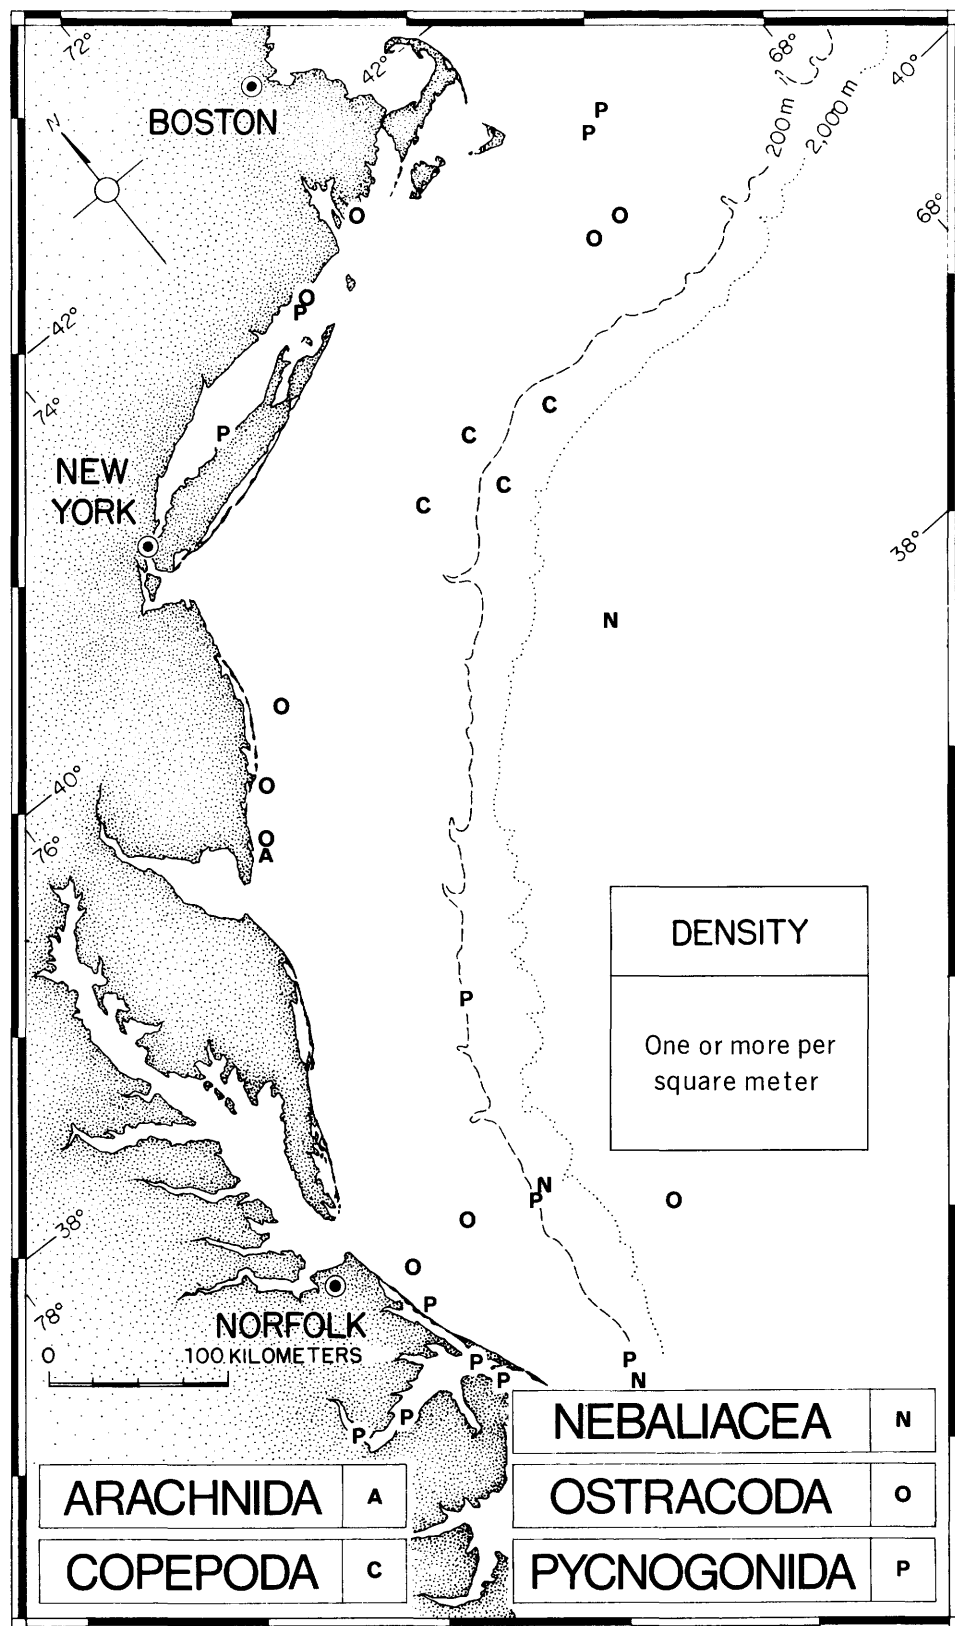 72°
42°
68°
40°
N
BOSTON
P
P
200 m
2,000 m
O
O
O
68°
O
P
42°
74°
C
C
P
NEW
YORK
C
C
38°
N
O
O
40°
76°
O
A
DENSITY
One or more per
square meter
P
N
P
O
O
38°
O
78°
P
NORFOLK
0 100 KILOMETERS
P
P
P
N
P
P
NEBALIACEA N
ARACHNIDA A
OSTRACODA O
COPEPODA C
PYCNOGONIDA P